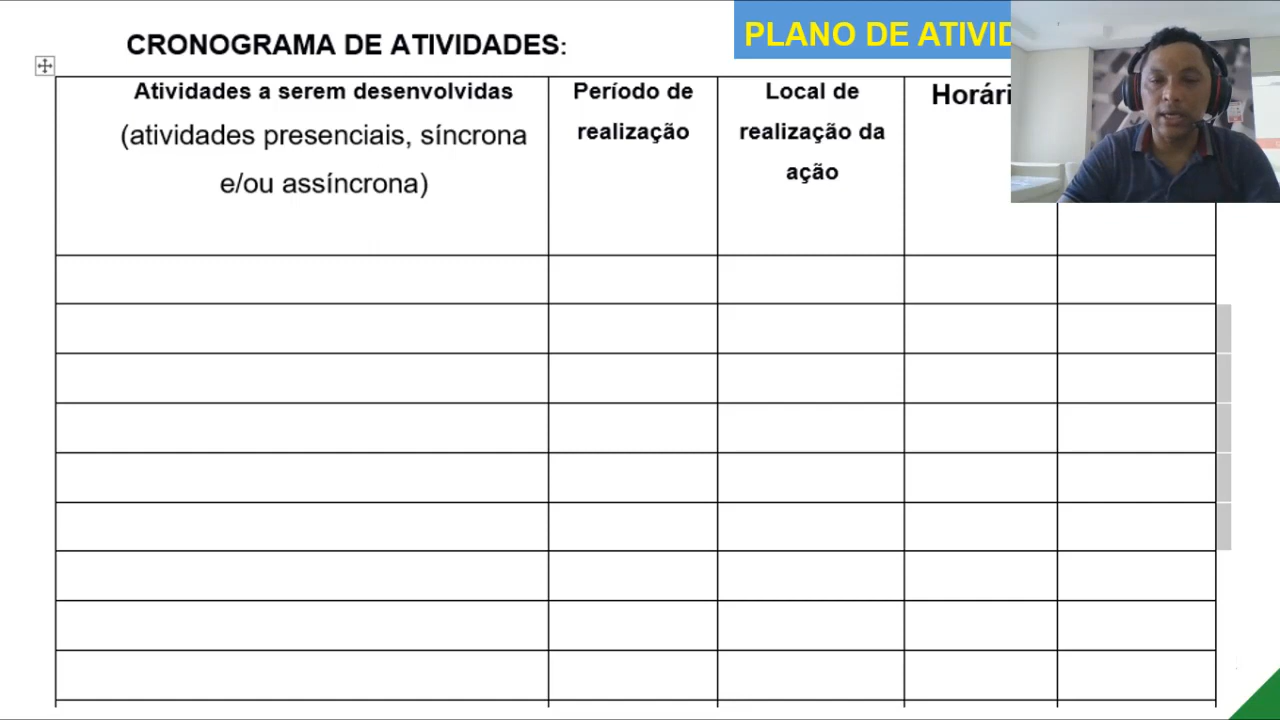 CRONOGRAMA DE ATIVIDADES:
PLANO DE ATIVID
Atividades a serem desenvolvidas
(atividades presenciais, síncrona
e/ou assíncrona)
Período de
realização
Local de
realização da
ação
Horári